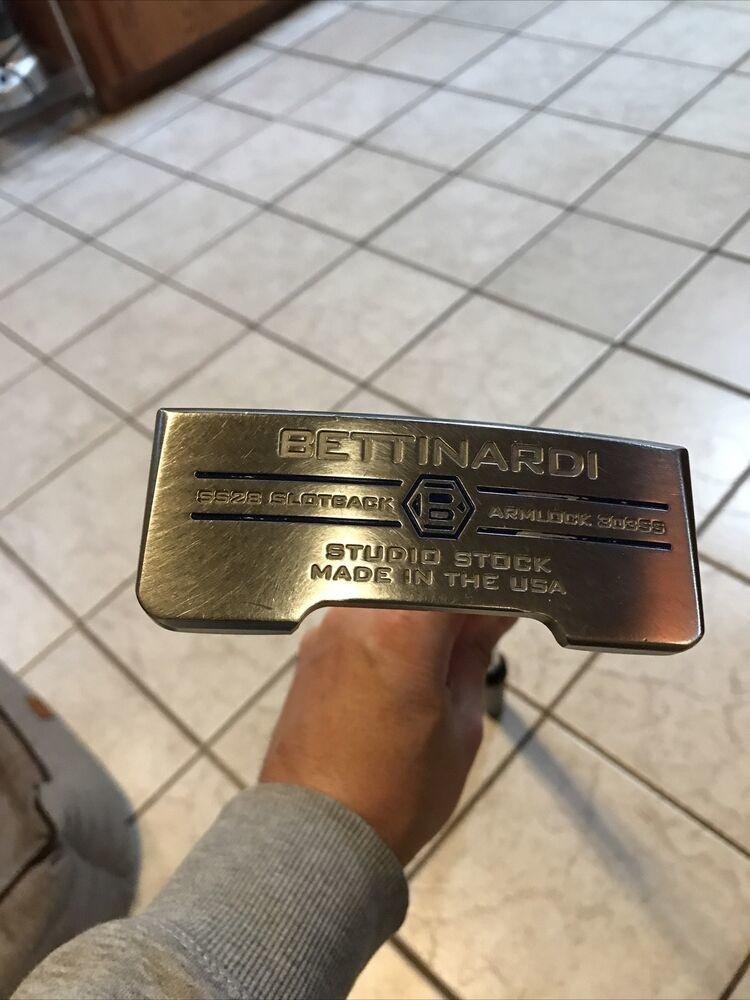 BETTINARDI
SS28 SLOTBACK B ARMLOCK 303SS
STUDIO STOCK
MADE IN THE USA